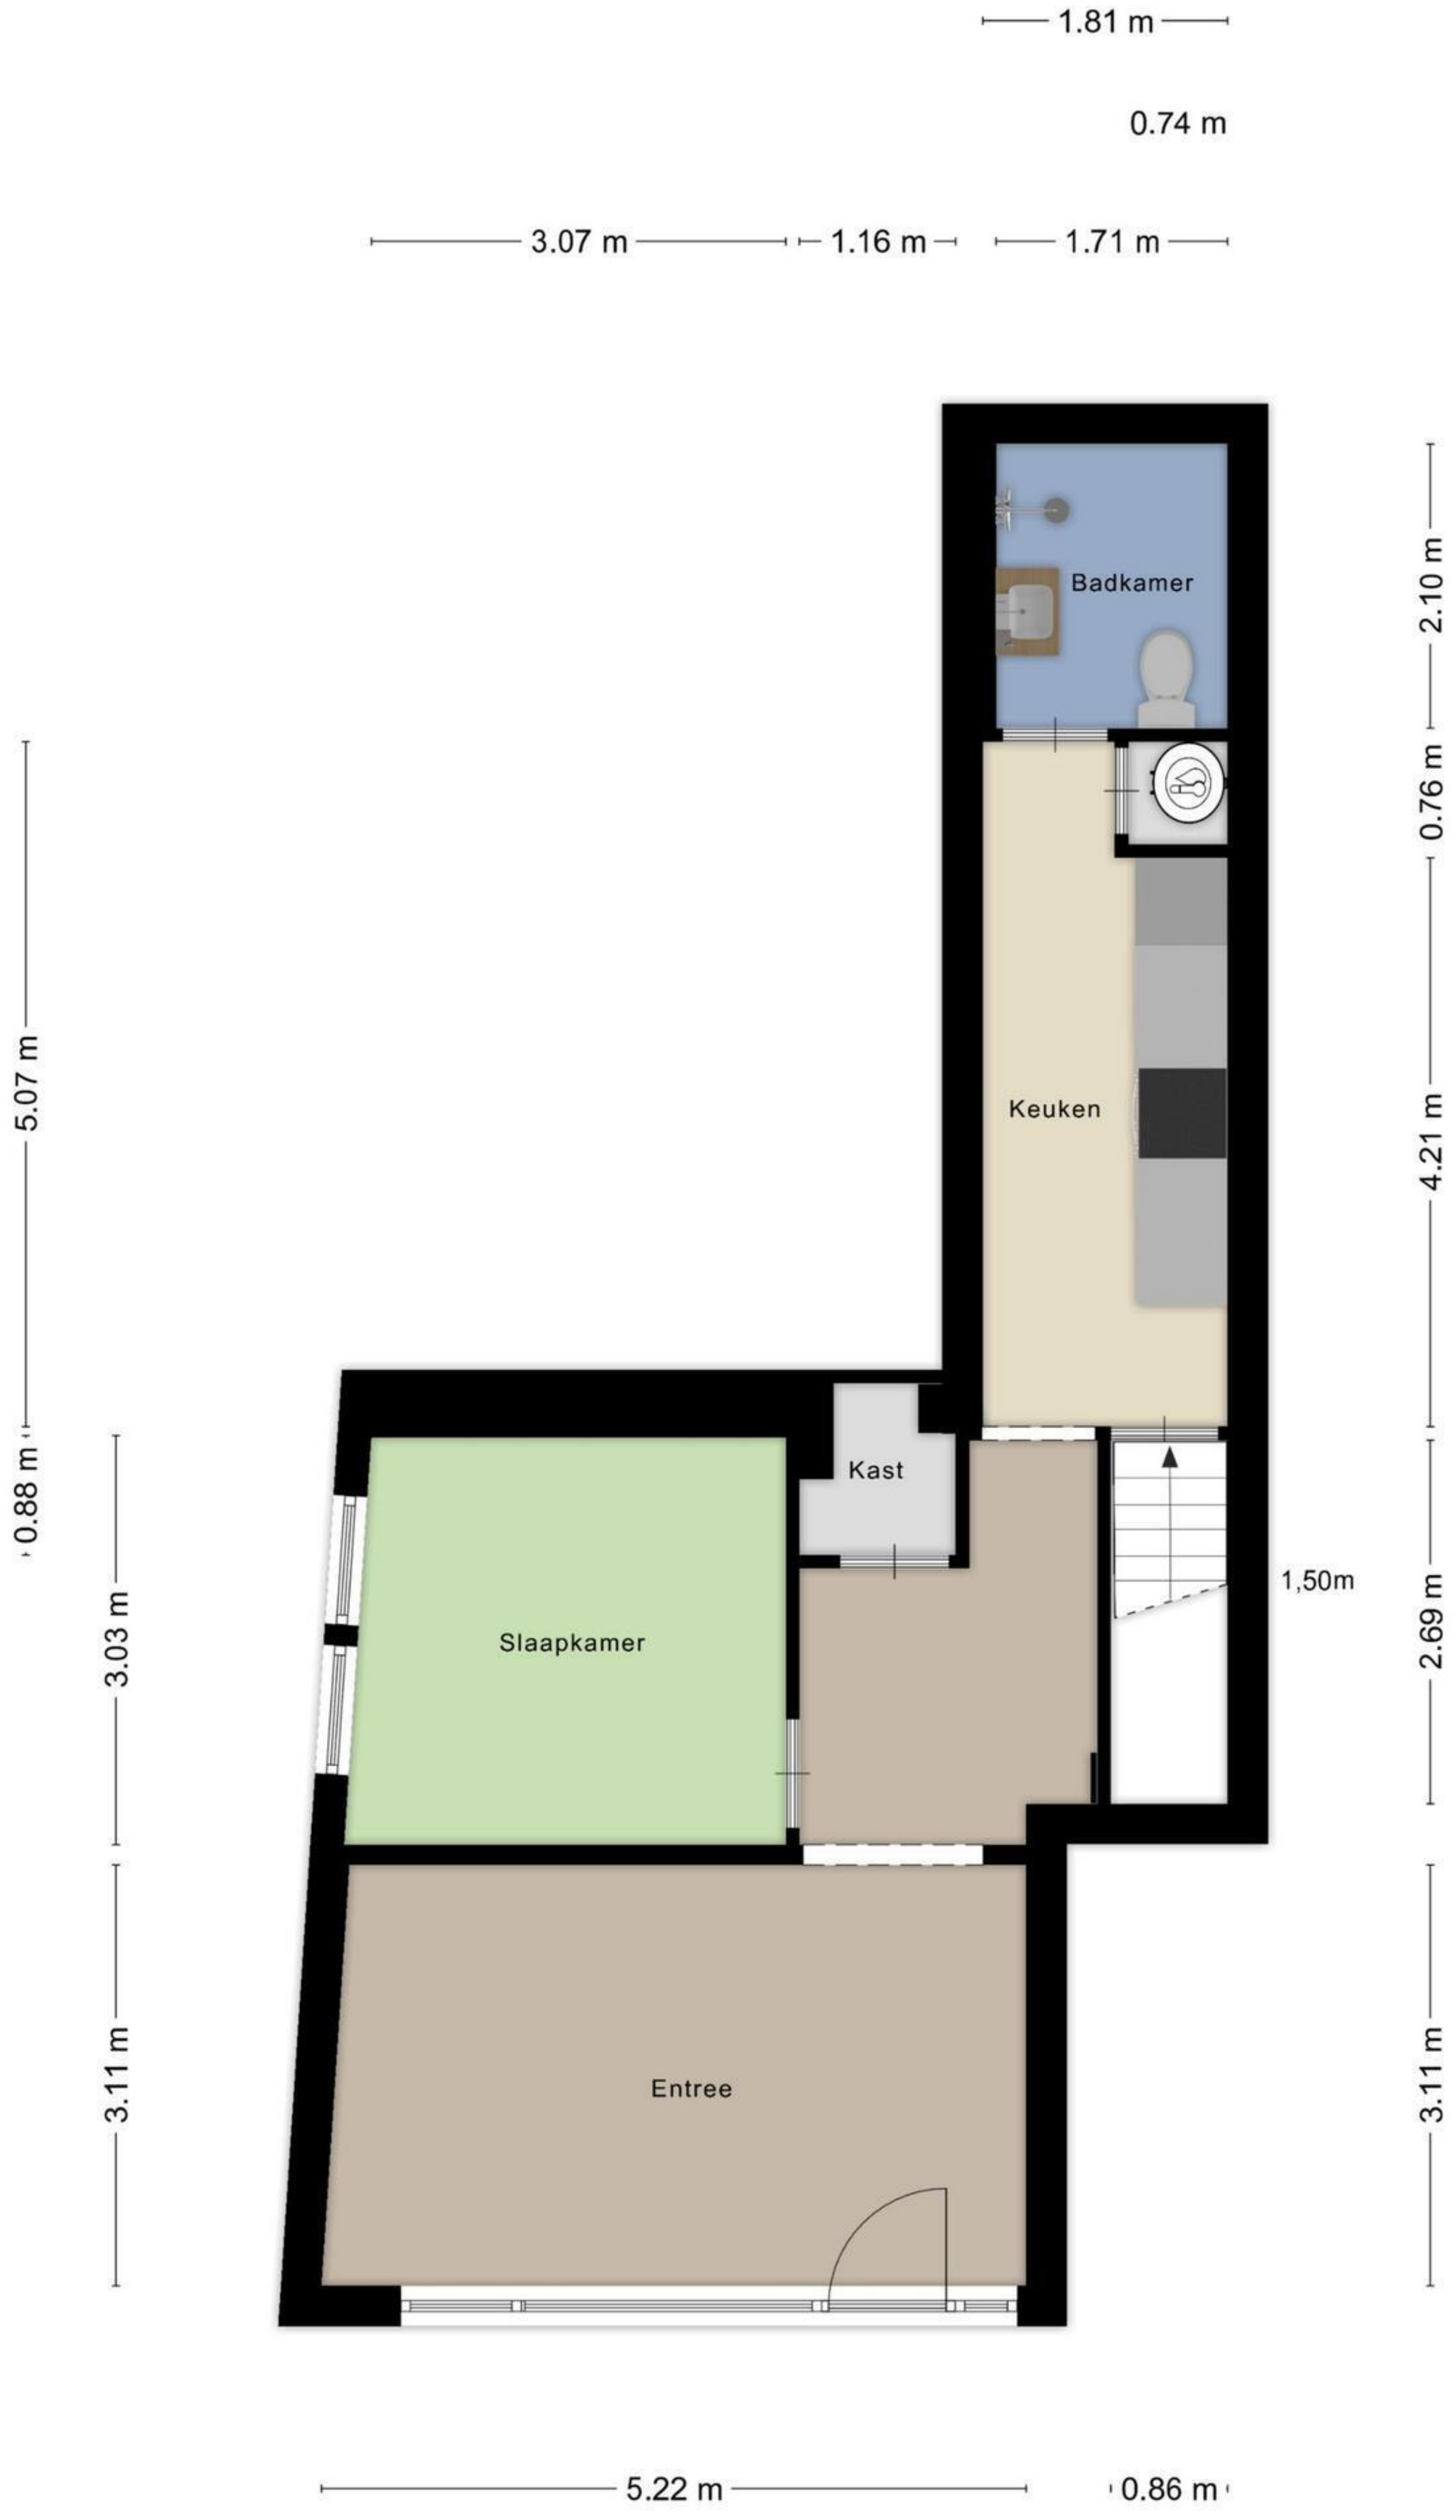 1.81 m
0.74 m
3.07 m
1.16 m
1.71 m
Badkamer
2.10 m
0.76 m
5.07 m
Keuken
4.21 m
0.88 m
Kast
Slaapkamer
1,50m
3.03 m
2.69 m
Entree
3.11 m
3.11 m
5.22 m
0.86 m